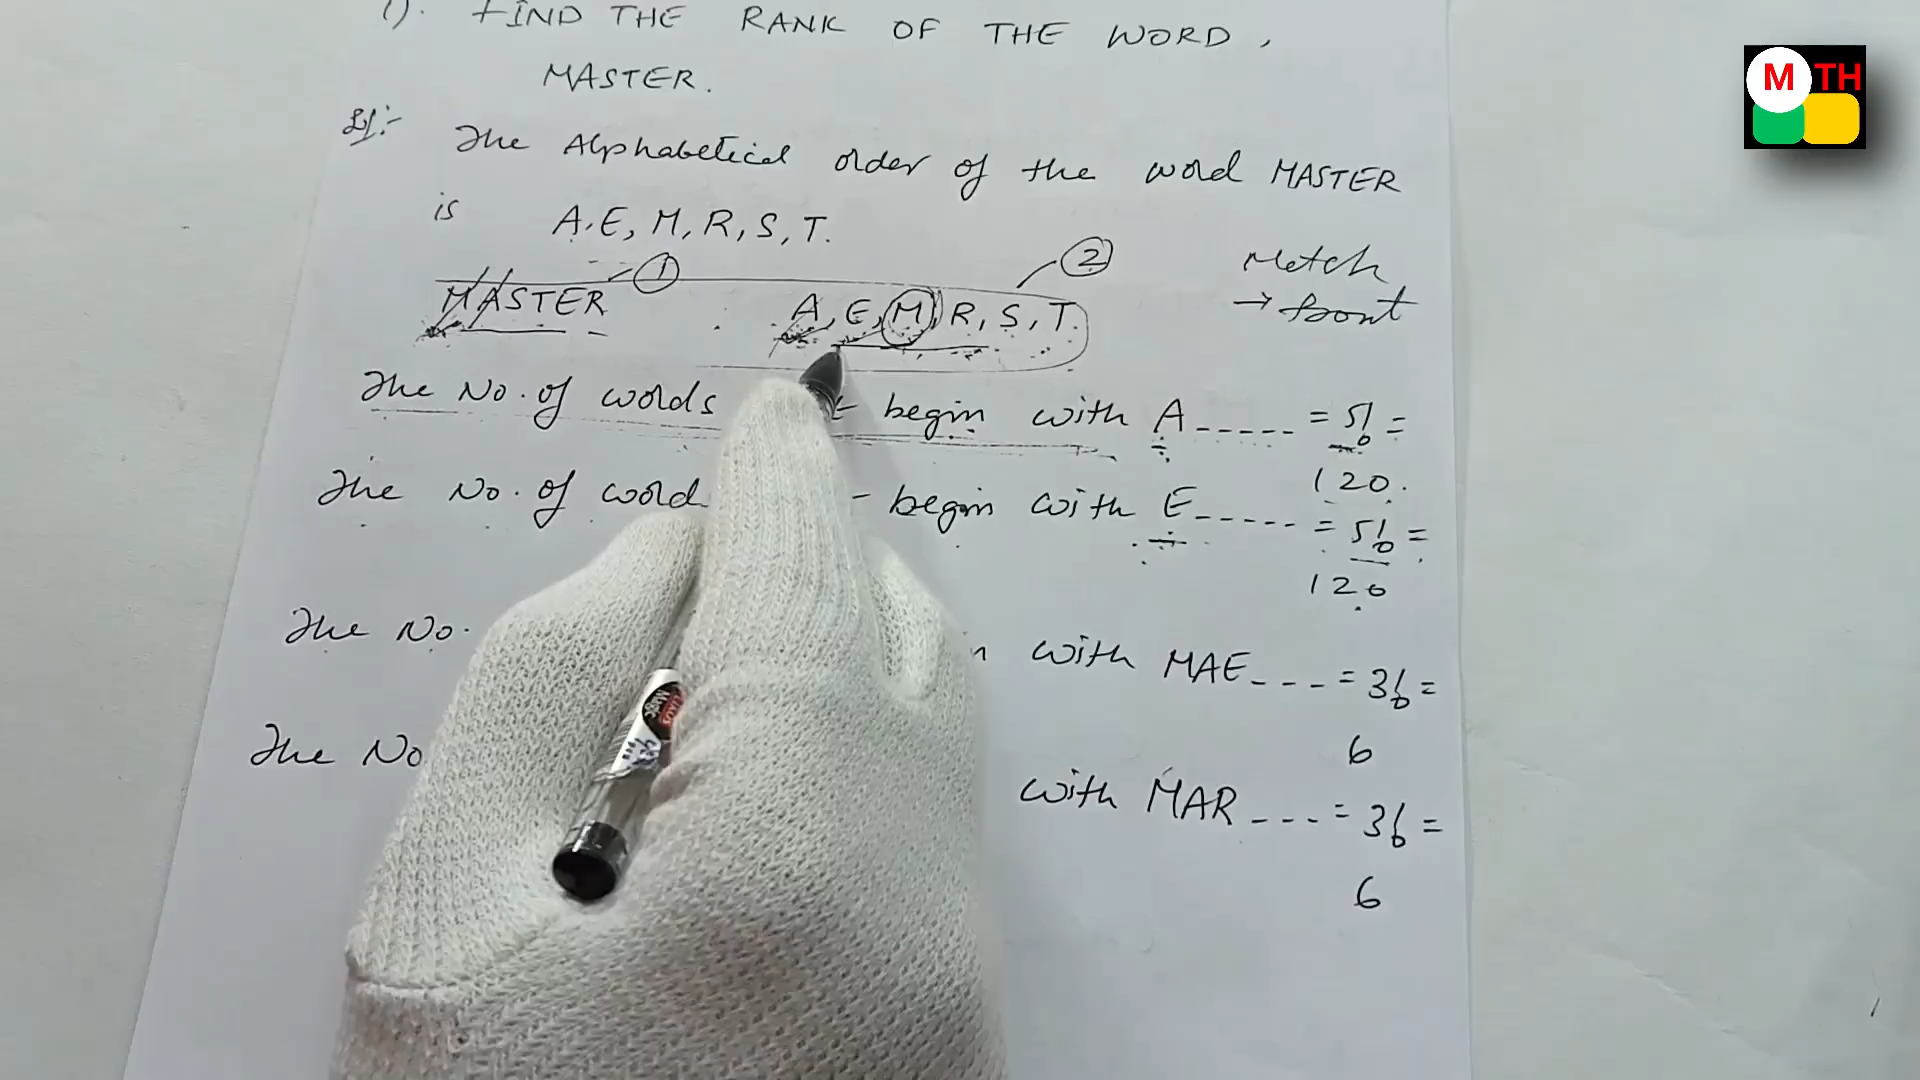 1). FIND THE RANK OF THE WORD,
MASTER.
The Alphabetical order of the word MASTER
is A, E, M, R, S, T.
MASTER 1 A, E, M, R, S, T. 2 Match → front
The No. of words begin with A ----- = 5! =
120.
The No. of word begin with E ----- = 5! =
120
The No. with MAE --- = 3! =
6
The No with MAR --- = 3! =
6
M TH